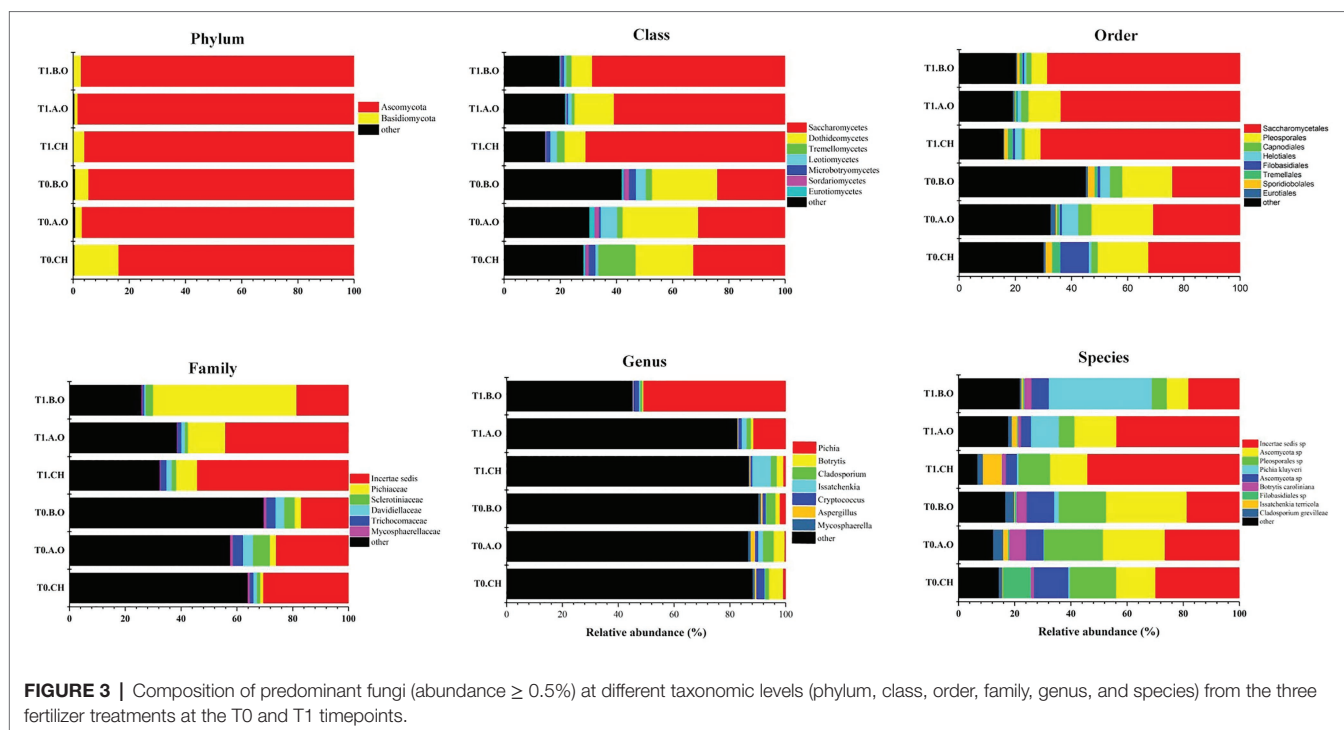 Phylum
T1.B.O
T1.A.O
T1.CH
T0.B.O
T0.A.O
T0.CH
0 20 40 60 80 100
Ascomycota
Basidiomycota
other
Class
T1.B.O
T1.A.O
T1.CH
T0.B.O
T0.A.O
T0.CH
0 20 40 60 80 100
Saccharomycetes
Dothideomycetes
Tremellomycetes
Leotiomycetes
Microbotryomycetes
Sordariomycetes
Eurotiomycetes
other
Order
T1.B.O
T1.A.O
T1.CH
T0.B.O
T0.A.O
T0.CH
0 20 40 60 80 100
Saccharomycetales
Pleosporales
Capnodiales
Helotiales
Filobasidiales
Tremellales
Sporidiobolales
Eurotiales
other
Family
T1.B.O
T1.A.O
T1.CH
T0.B.O
T0.A.O
T0.CH
0 20 40 60 80 100
Incertae sedis
Pichiaceae
Sclerotiniaceae
Davidiellaceae
Trichocomaceae
Mycosphaerellaceae
other
Genus
T1.B.O
T1.A.O
T1.CH
T0.B.O
T0.A.O
T0.CH
0 20 40 60 80 100
Relative abundance (%)
Pichia
Botrytis
Cladosporium
Issatchenkia
Cryptococcus
Aspergillus
Mycosphaerella
other
Species
T1.B.O
T1.A.O
T1.CH
T0.B.O
T0.A.O
T0.CH
0 20 40 60 80 100
Relative abundance (%)
Incertae sedis sp
Ascomycota sp
Pleosporales sp
Pichia kluyveri
Ascomycota sp
Botrytis caroliniana
Filobasidiales sp
Issatchenkia terricola
Cladosporium grevilleae
other
FIGURE 3 | Composition of predominant fungi (abundance ≥ 0.5%) at different taxonomic levels (phylum, class, order, family, genus, and species) from the three
fertilizer treatments at the T0 and T1 timepoints.